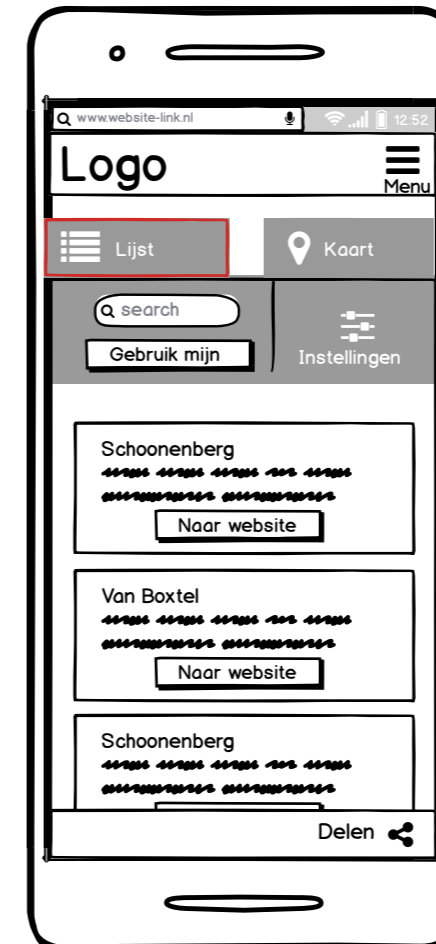 www.website-link.nl
12:52
Logo
Menu
Lijst
Kaart
search
Gebruik mijn
Instellingen
Schoonenberg
Naar website
Van Boxtel
Naar website
Schoonenberg
Delen